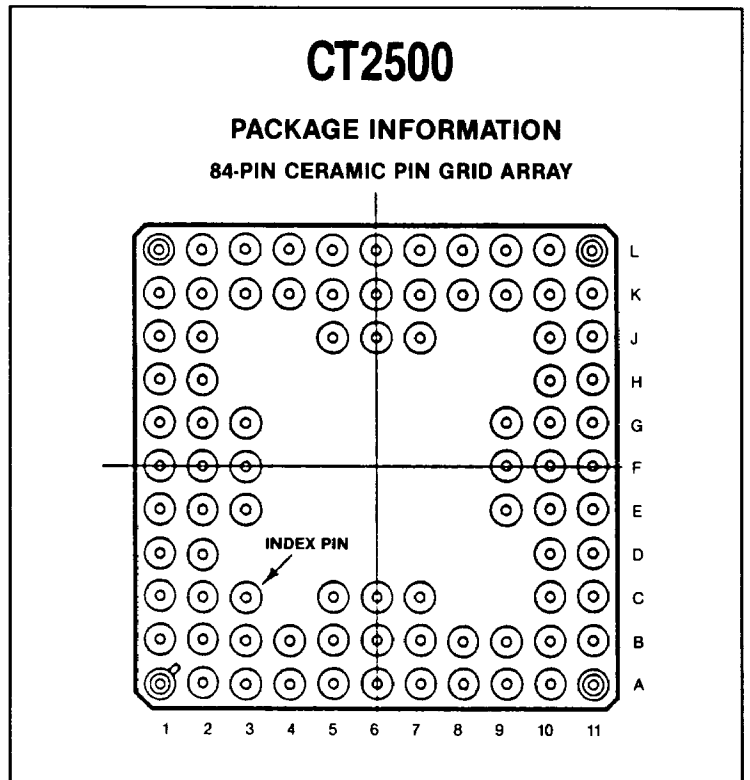 CT2500
PACKAGE INFORMATION
84-PIN CERAMIC PIN GRID ARRAY
L
K
J
H
G
F
E
INDEX PIN
D
C
B
A
1 2 3 4 5 6 7 8 9 10 11